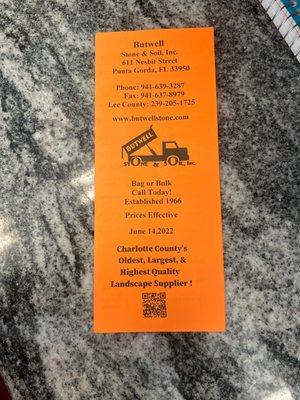 Butwell
Stone & Soil, Inc.
611 Nesbit Street
Punta Gorda, FL 33950
Phone: 941-639-3287
Fax: 941-637-8979
Lee County: 239-205-1725
www.butwellstone.com
BUTWELL
STONE & SOIL, Inc.
Bag or Bulk
Call Today!
Established 1966
Prices Effective
June 14,2022
Charlotte County's
Oldest, Largest, &
Highest Quality
Landscape Supplier !